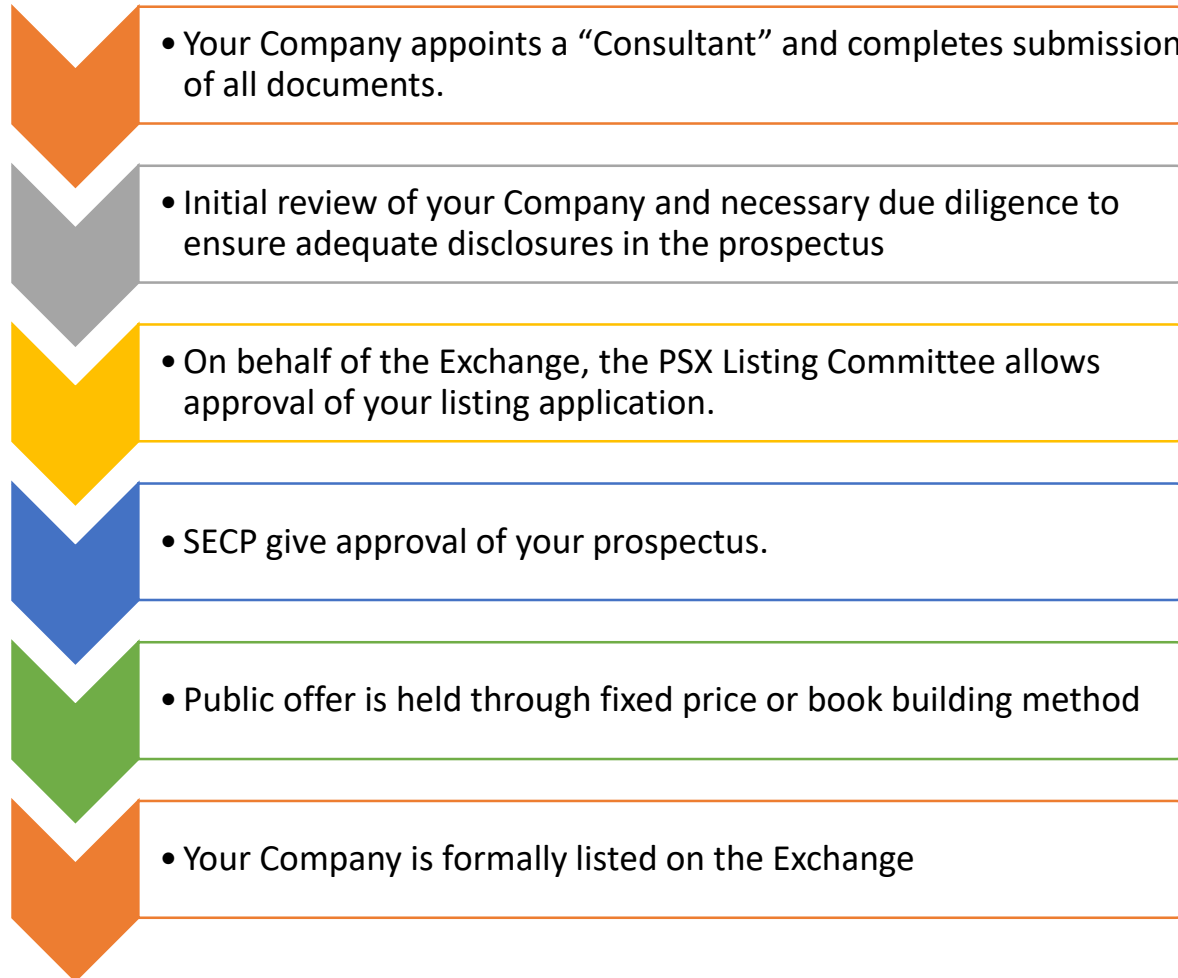 • Your Company appoints a “Consultant” and completes submission
of all documents.
• Initial review of your Company and necessary due diligence to
ensure adequate disclosures in the prospectus
• On behalf of the Exchange, the PSX Listing Committee allows
approval of your listing application.
• SECP give approval of your prospectus.
• Public offer is held through fixed price or book building method
• Your Company is formally listed on the Exchange